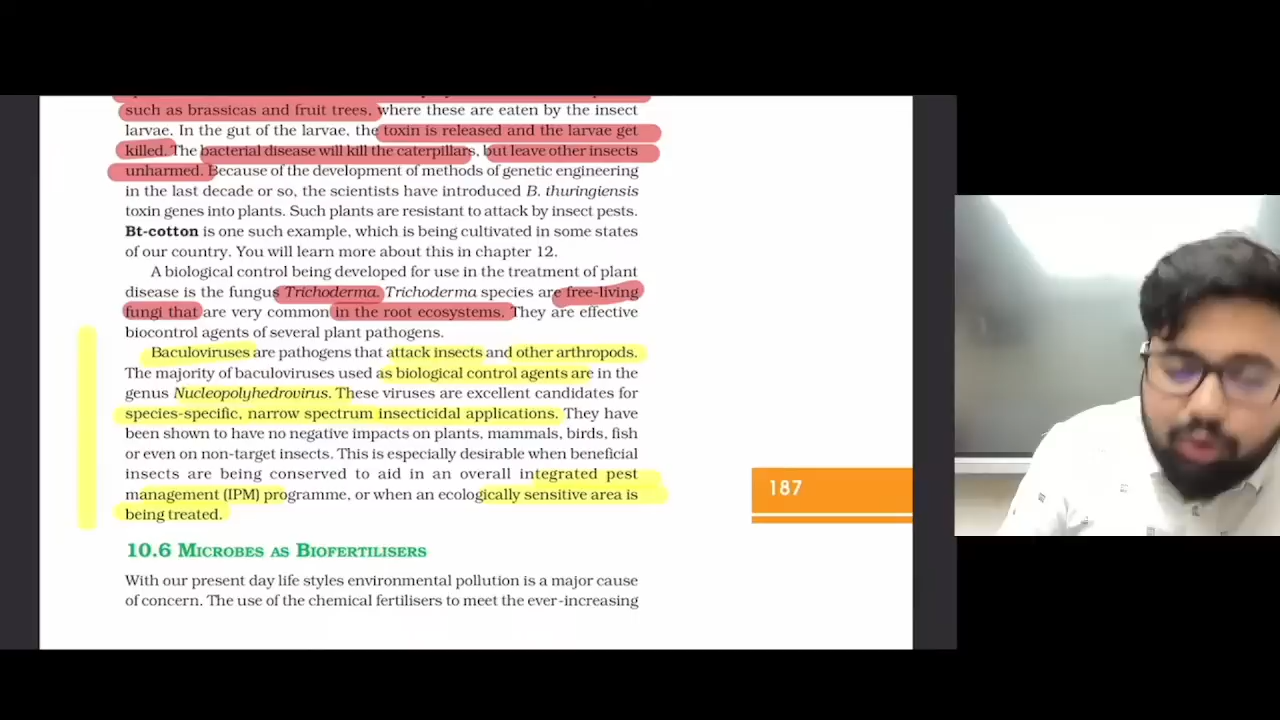 such as brassicas and fruit trees, where these are eaten by the insect
larvae. In the gut of the larvae, the toxin is released and the larvae get
killed. The bacterial disease will kill the caterpillars, but leave other insects
unharmed. Because of the development of methods of genetic engineering
in the last decade or so, the scientists have introduced B. thuringiensis
toxin genes into plants. Such plants are resistant to attack by insect pests.
Bt-cotton is one such example, which is being cultivated in some states
of our country. You will learn more about this in chapter 12.
A biological control being developed for use in the treatment of plant
disease is the fungus Trichoderma. Trichoderma species are free-living
fungi that are very common in the root ecosystems. They are effective
biocontrol agents of several plant pathogens.
Baculoviruses are pathogens that attack insects and other arthropods.
The majority of baculoviruses used as biological control agents are in the
genus Nucleopolyhedrovirus. These viruses are excellent candidates for
species-specific, narrow spectrum insecticidal applications. They have
been shown to have no negative impacts on plants, mammals, birds, fish
or even on non-target insects. This is especially desirable when beneficial
insects are being conserved to aid in an overall integrated pest
management (IPM) programme, or when an ecologically sensitive area is
being treated.
187
10.6 MICROBES AS BIOFERTILISERS
With our present day life styles environmental pollution is a major cause
of concern. The use of the chemical fertilisers to meet the ever-increasing